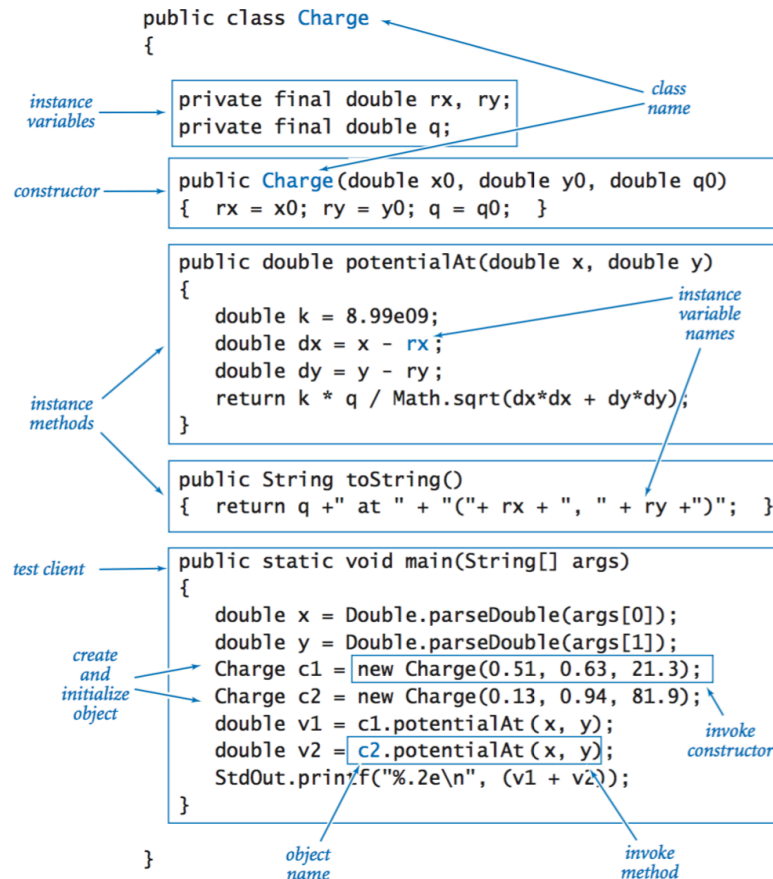 public class Charge
{
class
name
instance
variables
private final double rx, ry;
private final double q;
constructor
public Charge(double x0, double y0, double q0)
{ rx = x0; ry = y0; q = q0; }
instance
methods
public double potentialAt(double x, double y)
{
double k = 8.99e09;
double dx = x - rx;
double dy = y - ry;
return k * q / Math.sqrt(dx*dx + dy*dy);
}
instance
variable
names
public String toString()
{ return q +" at " + "("+ rx + ", " + ry +")"; }
test client
public static void main(String[] args)
{
double x = Double.parseDouble(args[0]);
double y = Double.parseDouble(args[1]);
Charge c1 = new Charge(0.51, 0.63, 21.3);
Charge c2 = new Charge(0.13, 0.94, 81.9);
double v1 = c1.potentialAt(x, y);
double v2 = c2.potentialAt(x, y);
StdOut.printf("%.2e\n", (v1 + v2));
}
create
and
initialize
object
invoke
constructor
}
object
name
invoke
method